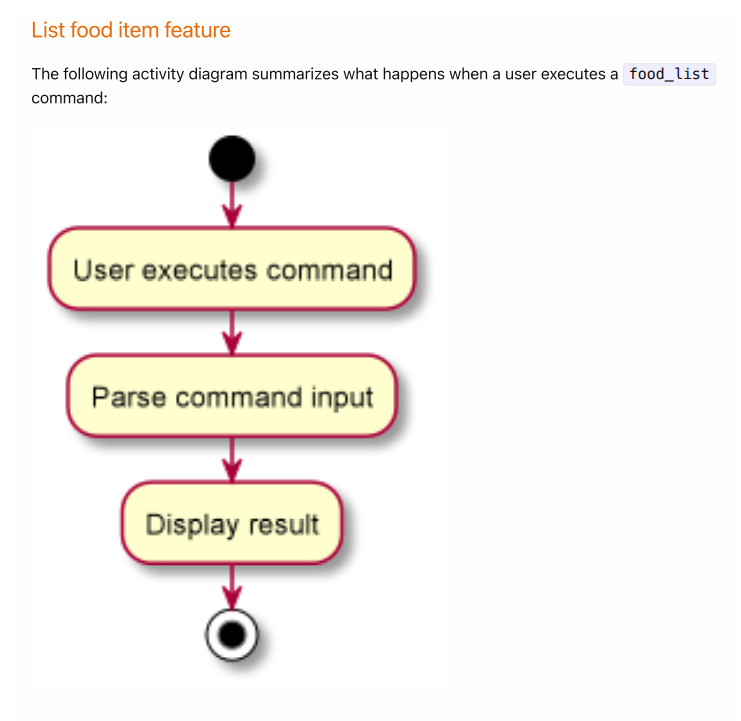 List food item feature
The following activity diagram summarizes what happens when a user executes a food_list
command:
User executes command
Parse command input
Display result